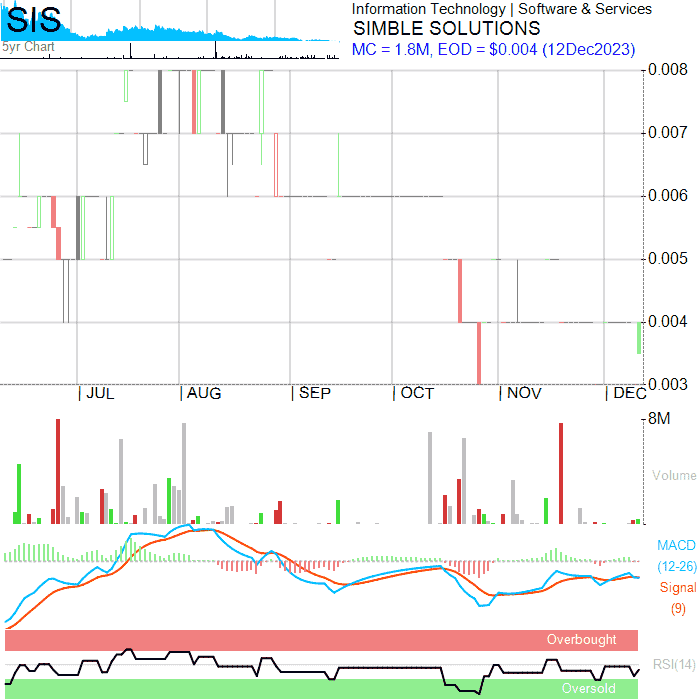 SIS
5yr Chart
Information Technology | Software & Services
SIMBLE SOLUTIONS
MC = 1.8M, EOD = $0.004 (12Dec2023)
0.008
0.007
0.006
0.005
0.004
0.003
JUL
AUG
SEP
OCT
NOV
DEC
8M
Volume
MACD
(12-26)
Signal
(9)
Overbought
RSI(14)
Oversold